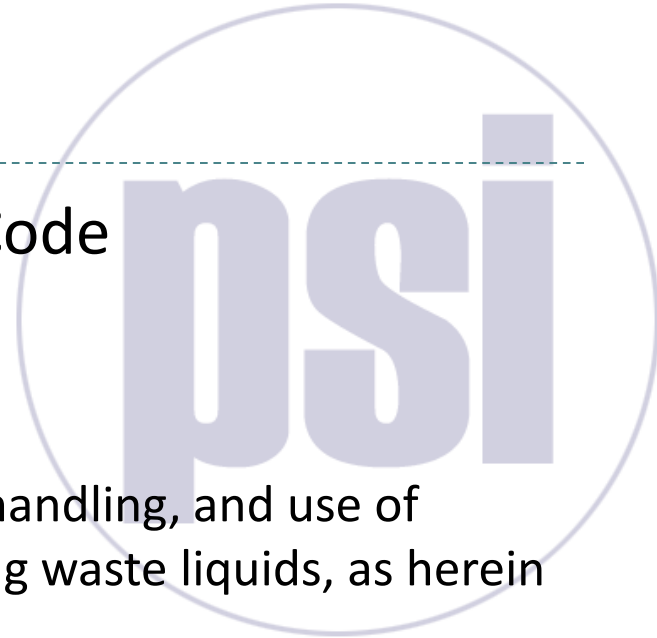 Code
psi
handling, and use of
g waste liquids, as herein